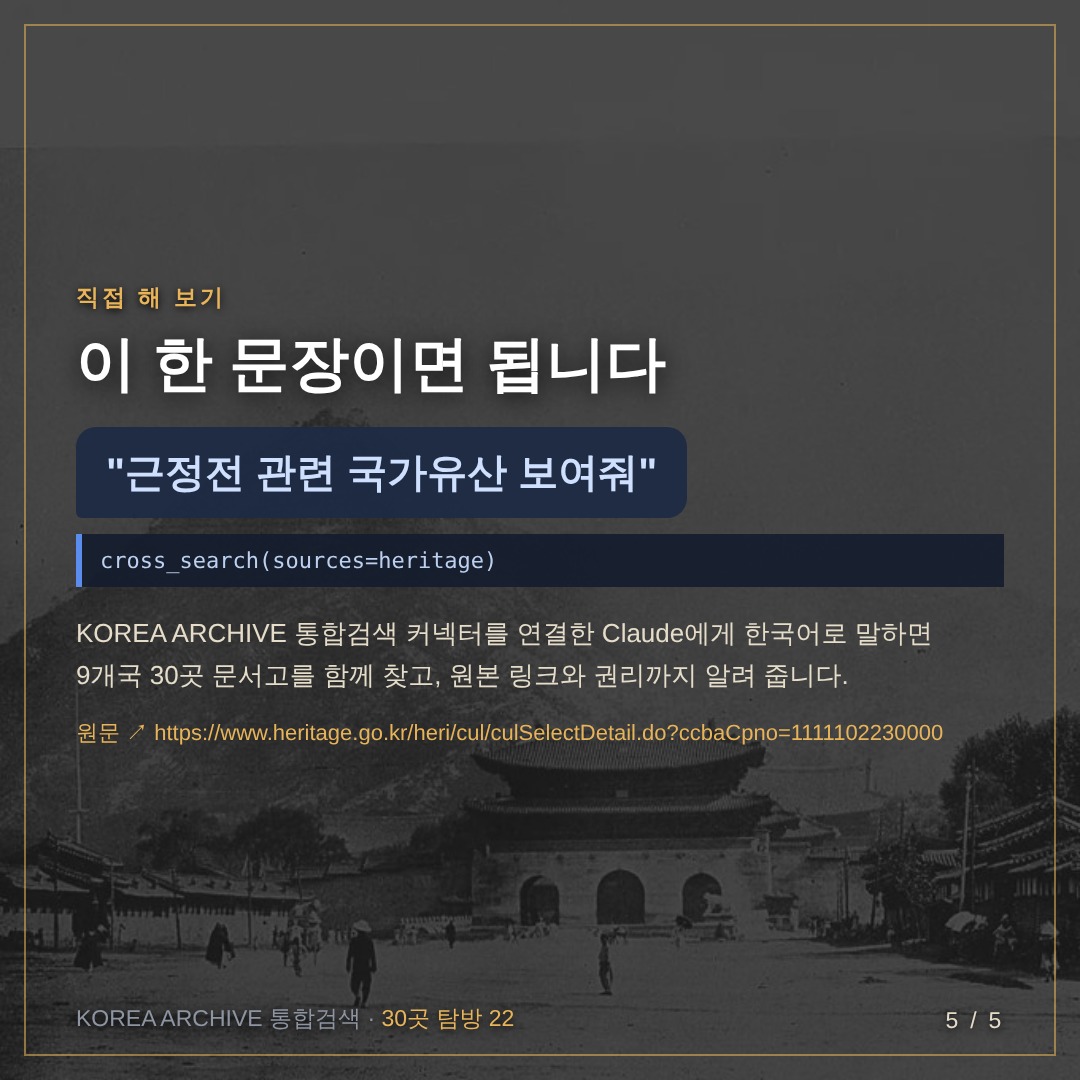 직접 해 보기
이 한 문장이면 됩니다
"근정전 관련 국가유산 보여줘"
cross_search(sources=heritage)
KOREA ARCHIVE 통합검색 커넥터를 연결한 Claude에게 한국어로 말하면
9개국 30곳 문서고를 함께 찾고, 원본 링크와 권리까지 알려 줍니다.
원문 ↗ https://www.heritage.go.kr/heri/cul/culSelectDetail.do?ccbaCpno=1111102230000
KOREA ARCHIVE 통합검색 · 30곳 탐방 22
5 / 5